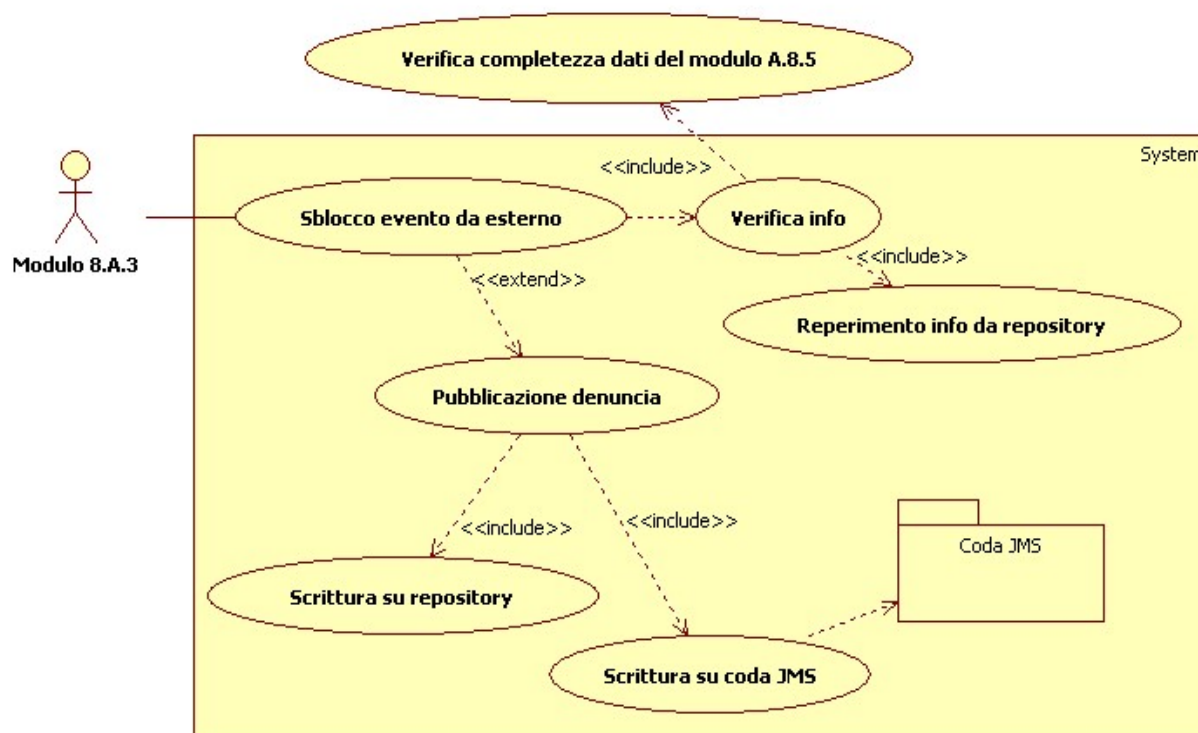 Verifica completezza dati del modulo A.8.5
System
<<include>>
Sblocco evento da esterno
Verifica info
Modulo 8.A.3
<<include>>
<<extend>>
Reperimento info da repository
Pubblicazione denuncia
<<include>>
<<include>>
Coda JMS
Scrittura su repository
Scrittura su coda JMS